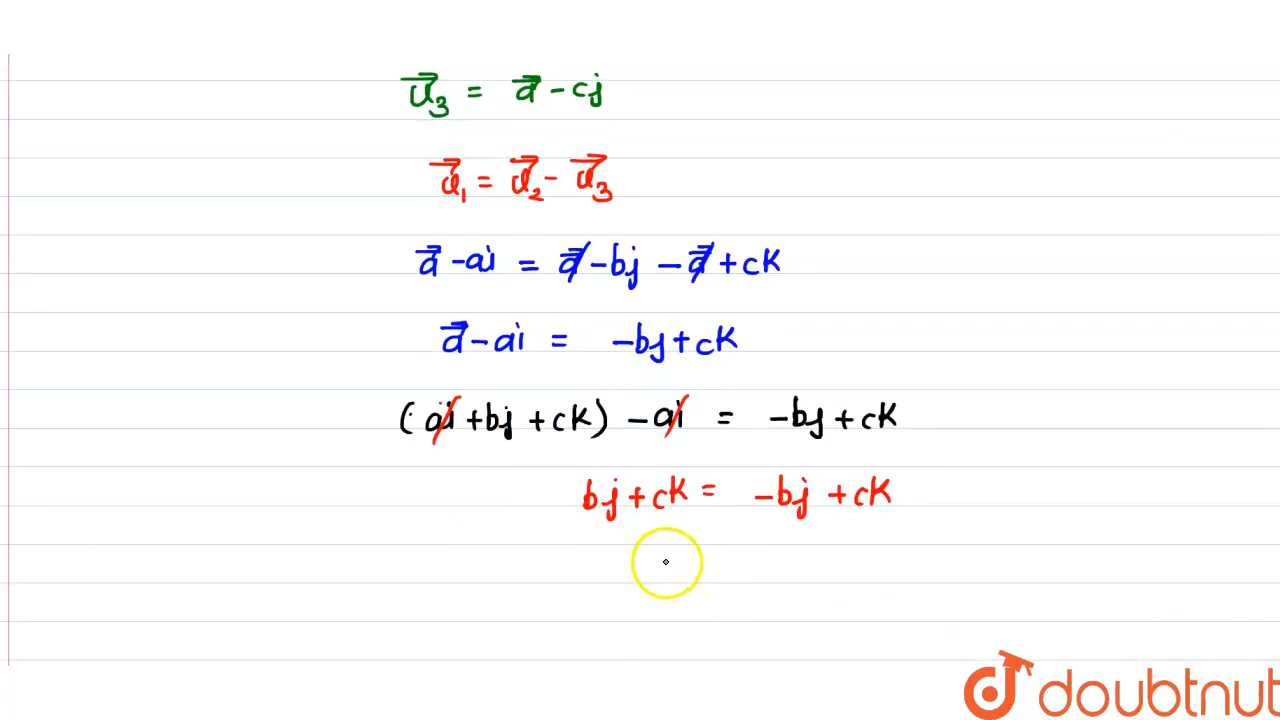 u⃗₃ = a⃗ - cj
u⃗₁ = u⃗₂ - u⃗₃
a⃗ - ai = a⃗ - bj - a⃗ + ck
a⃗ - ai = -bj + ck
(ai + bj + ck) - ai = -bj + ck
bj + ck = -bj + ck
doubtnut